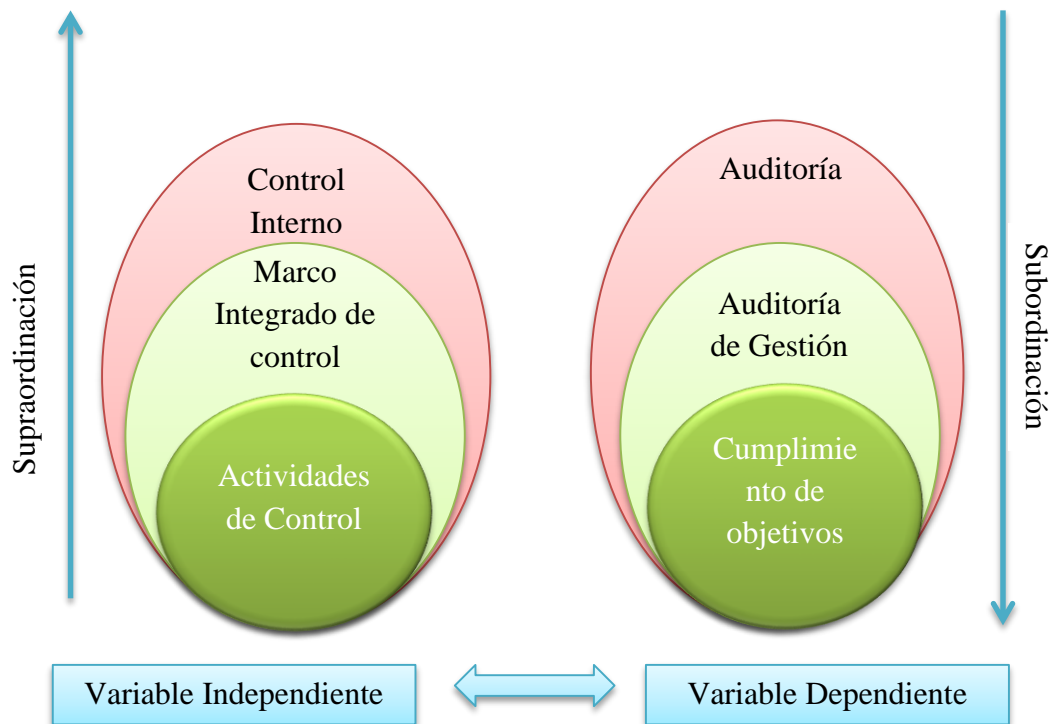 Supraordinación
Control
Interno
Marco
Integrado de
control
Actividades
de Control
Auditoría
Auditoría
de Gestión
Cumplimie
nto de
objetivos
Subordinación
Variable Independiente
Variable Dependiente